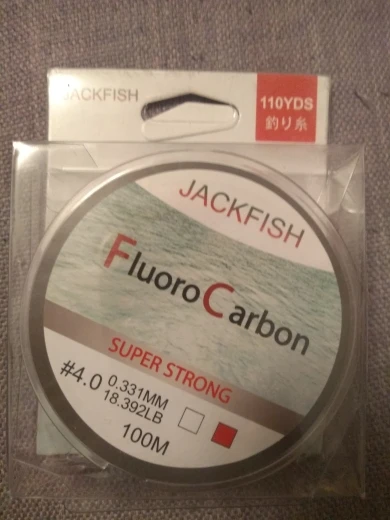 JACKFISH
110YDS
釣り糸
JACKFISH
FluoroCarbon
SUPER STRONG
#4.0 0.331MM
18.392LB
100M